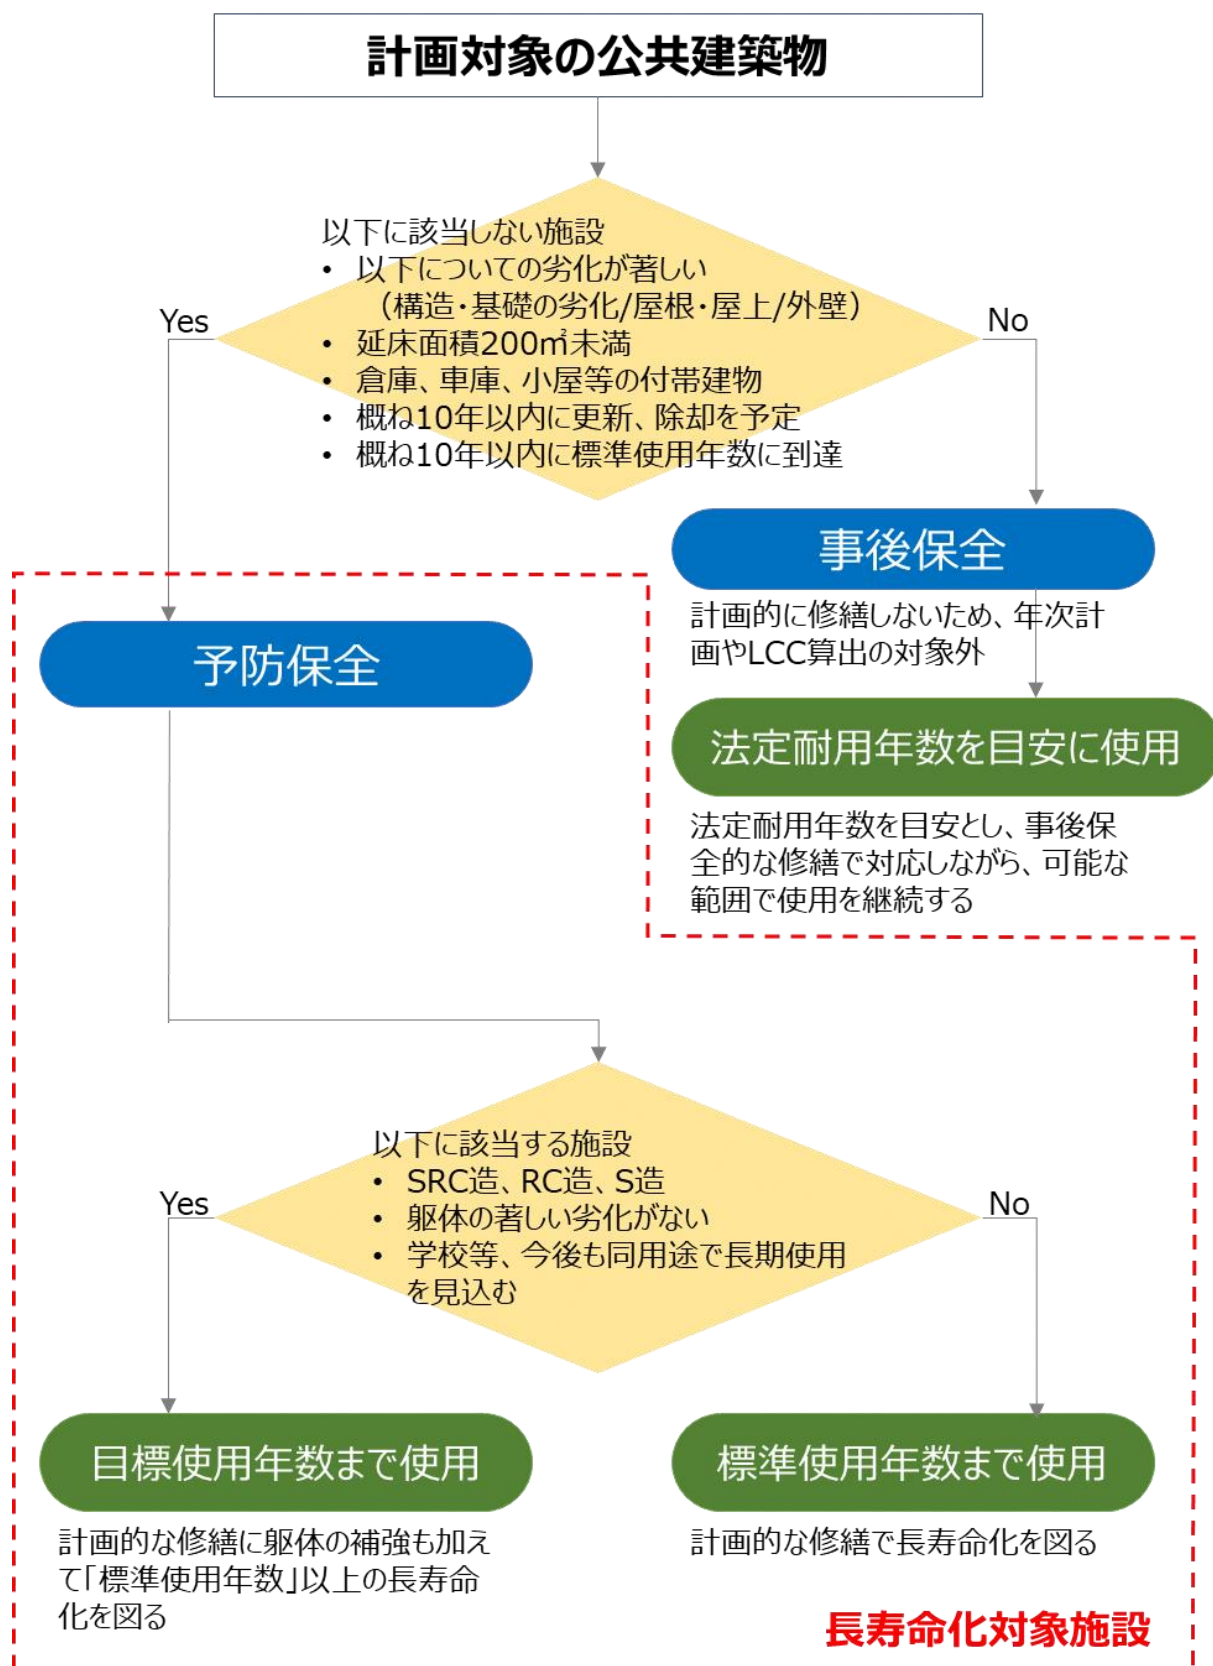 計画対象の公共建築物
以下に該当しない施設
• 以下についての劣化が著しい
（構造・基礎の劣化/屋根・屋上/外壁）
• 延床面積200㎡未満
• 倉庫、車庫、小屋等の付帯建物
• 概ね10年以内に更新、除却を予定
• 概ね10年以内に標準使用年数に到達
Yes
No
事後保全
計画的に修繕しないため、年次計
画やLCC算出の対象外
予防保全
法定耐用年数を目安に使用
法定耐用年数を目安とし、事後保
全的な修繕で対応しながら、可能な
範囲で使用を継続する
以下に該当する施設
• SRC造、RC造、S造
• 躯体の著しい劣化がない
• 学校等、今後も同用途で長期使用
を見込む
Yes
No
目標使用年数まで使用
計画的な修繕に躯体の補強も加え
て「標準使用年数」以上の長寿命
化を図る
標準使用年数まで使用
計画的な修繕で長寿命化を図る
長寿命化対象施設